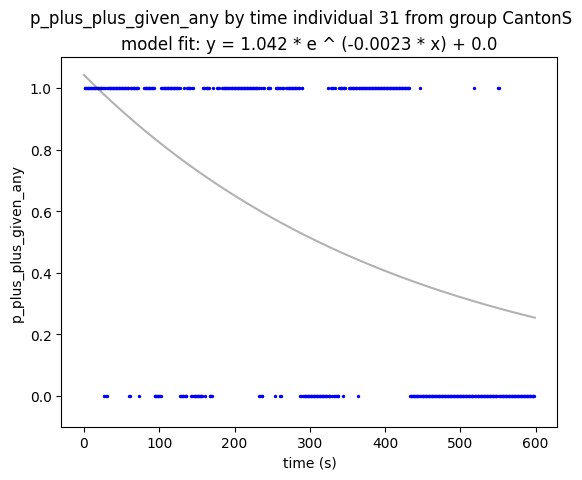 p_plus_plus_given_any by time individual 31 from group CantonS
model fit: y = 1.042 * e ^ (-0.0023 * x) + 0.0
p_plus_plus_given_any
1.0
0.8
0.6
0.4
0.2
0.0
0 100 200 300 400 500 600
time (s)